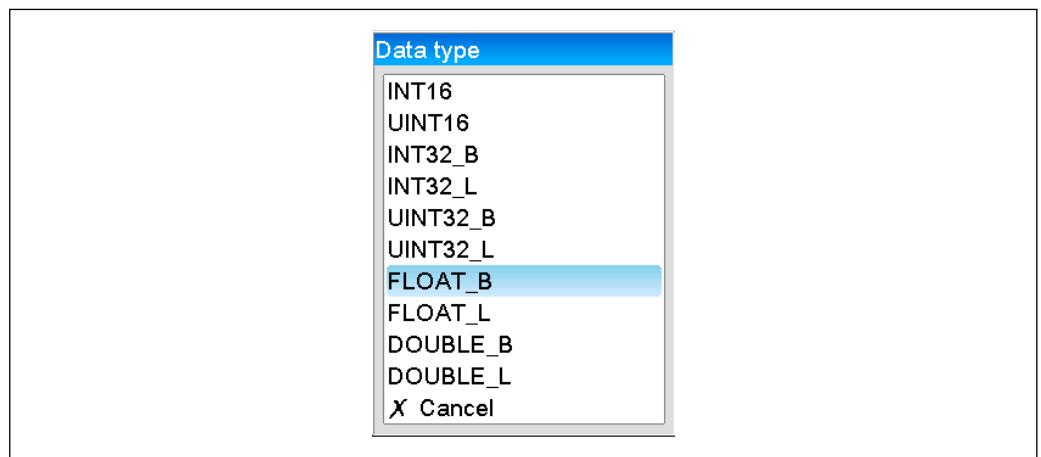 Data type
INT16
UINT16
INT32_B
INT32_L
UINT32_B
UINT32_L
FLOAT_B
FLOAT_L
DOUBLE_B
DOUBLE_L
X Cancel